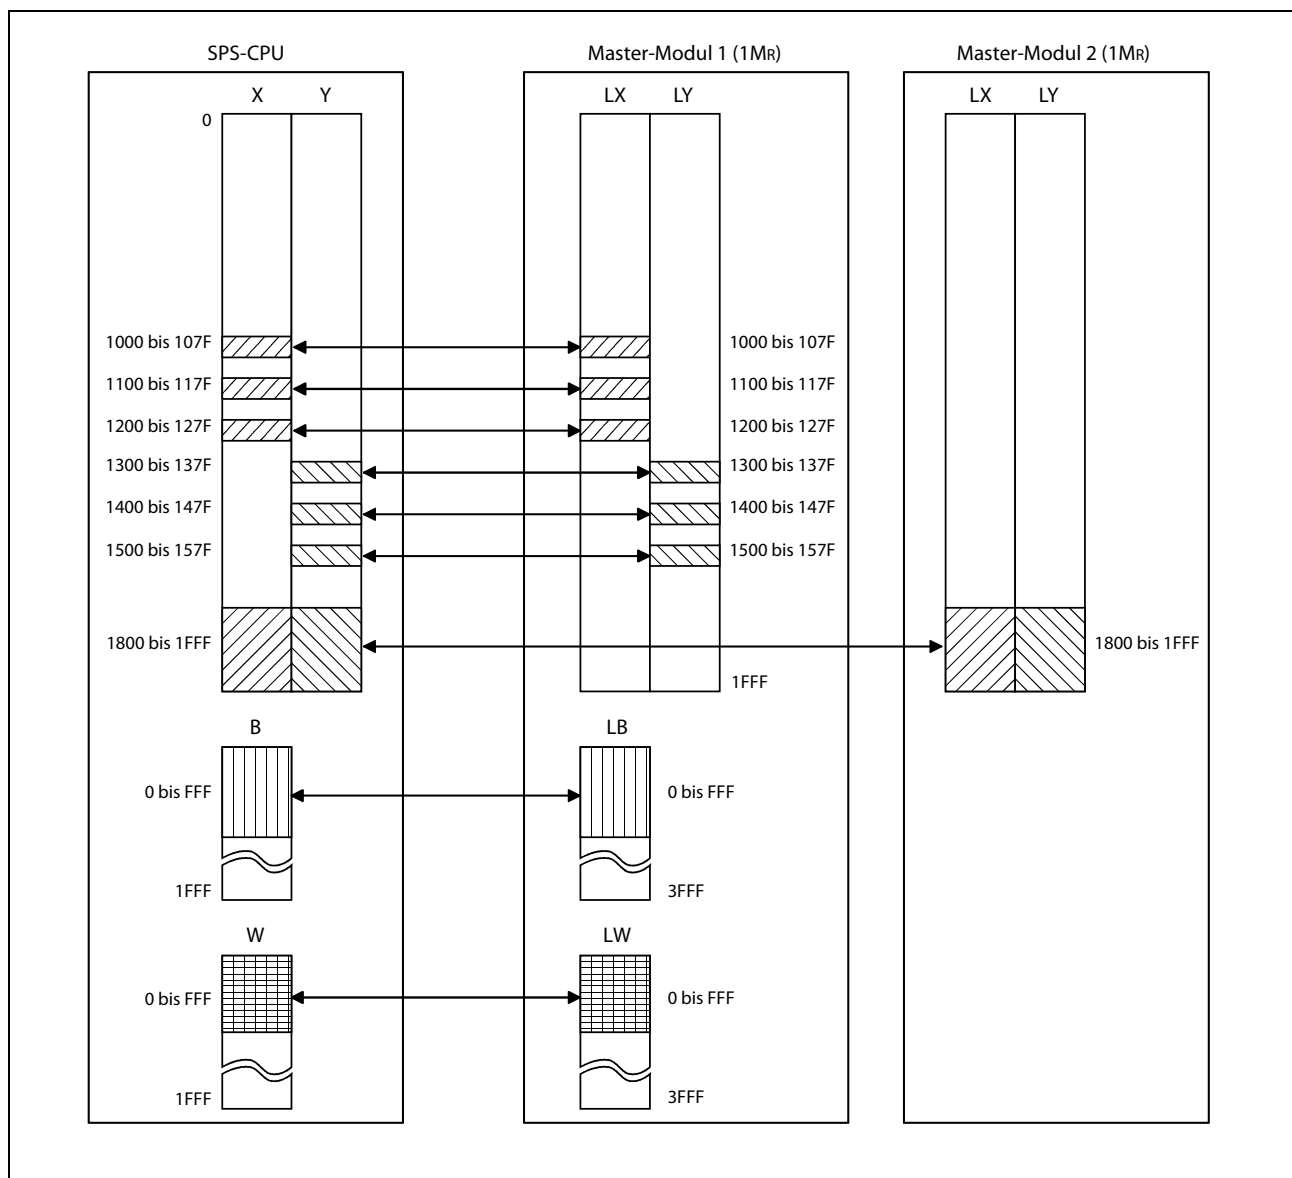 SPS-CPU Master-Modul 1 (1MR) Master-Modul 2 (1MR)
X Y LX LY LX LY
0
1000 bis 107F 1000 bis 107F
1100 bis 117F 1100 bis 117F
1200 bis 127F 1200 bis 127F
1300 bis 137F 1300 bis 137F
1400 bis 147F 1400 bis 147F
1500 bis 157F 1500 bis 157F
1800 bis 1FFF 1800 bis 1FFF
1FFF
B LB
0 bis FFF 0 bis FFF
1FFF 3FFF
W LW
0 bis FFF 0 bis FFF
1FFF 3FFF